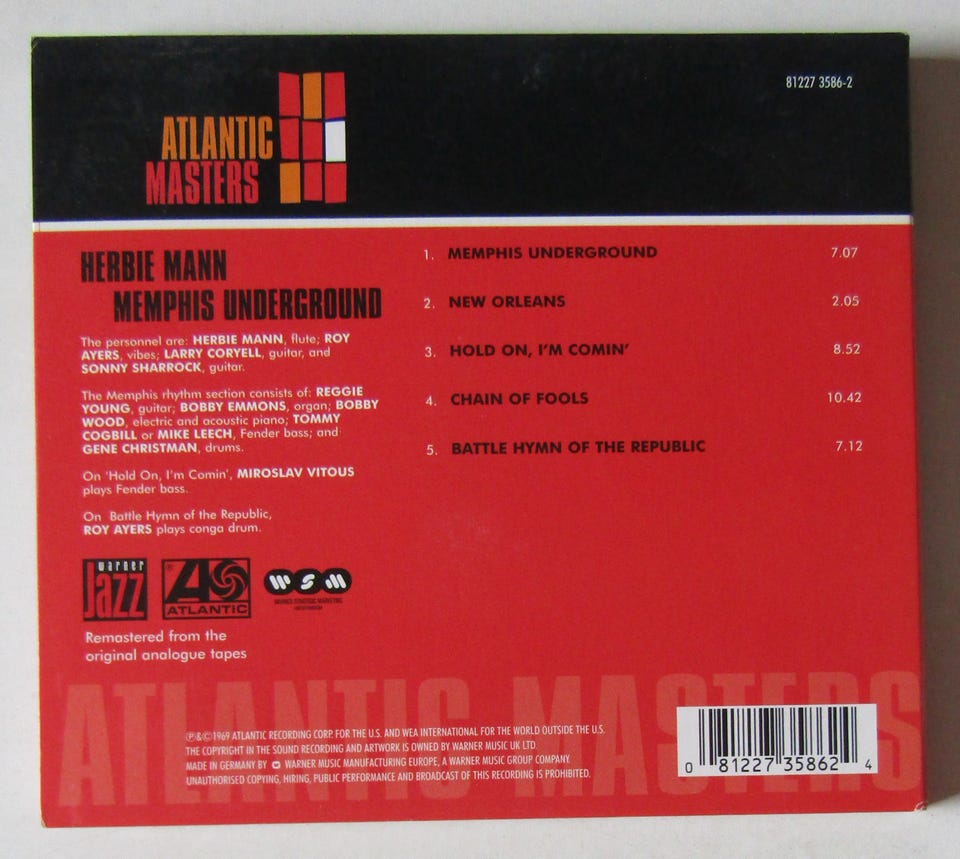 81227 3586-2
ATLANTIC
MASTERS
HERBIE MANN
MEMPHIS UNDERGROUND
The personnel are: HERBIE MANN, flute; ROY
AYERS, vibes; LARRY CORYELL, guitar, and
SONNY SHARROCK, guitar.
The Memphis rhythm section consists of: REGGIE
YOUNG, guitar; BOBBY EMMONS, organ; BOBBY
WOOD, electric and acoustic piano; TOMMY
COGBILL or MIKE LEECH, Fender bass; and
GENE CHRISTMAN, drums.
On 'Hold On, I'm Comin', MIROSLAV VITOUS
plays Fender bass.
On Battle Hymn of the Republic,
ROY AYERS plays conga drum.
1. MEMPHIS UNDERGROUND 7.07
2. NEW ORLEANS 2.05
3. HOLD ON, I'M COMIN' 8.52
4. CHAIN OF FOOLS 10.42
5. BATTLE HYMN OF THE REPUBLIC 7.12
warner
Jazz
ATLANTIC
WSM
WARNER STRATEGIC MARKETING
Remastered from the
original analogue tapes
ATLANTIC MASTERS
℗&©1969 ATLANTIC RECORDING CORP. FOR THE U.S. AND WEA INTERNATIONAL FOR THE WORLD OUTSIDE THE U.S.
THE COPYRIGHT IN THE SOUND RECORDING AND ARTWORK IS OWNED BY WARNER MUSIC UK LTD.
MADE IN GERMANY BY WARNER MUSIC MANUFACTURING EUROPE, A WARNER MUSIC GROUP COMPANY.
UNAUTHORISED COPYING, HIRING, PUBLIC PERFORMANCE AND BROADCAST OF THIS RECORDING IS PROHIBITED.
0 81227 35862 4